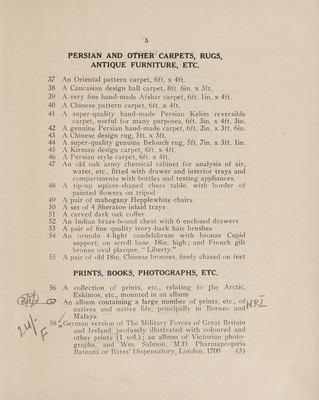 5
PERSIAN AND OTHER CARPETS, RUGS,
ANTIQUE FURNITURE, ETC.
37 An Oriental pattern carpet, 6ft. x 4ft.
38 A Caucasian design hall carpet, 8ft. 6in. x 3ft.
39 A very fine hand-made Afshar carpet, 6ft. 1in. x 4ft.
40 A Chinese pattern carpet, 6ft. x 4ft.
41 A super-quality hand-made Persian Kelim reversible
carpet, useful for many purposes, 6ft. 3in. x 4ft. 3in.
42 A genuine Persian hand-made carpet, 6ft. 2in. x 3ft. 6in.
43 A Chinese design rug, 5ft. x 3ft.
44 A super-quality genuine Belouch rug, 5ft. 7in. x 3ft. 1in.
45 A Kirman design carpet, 6ft. x 4ft.
46 A Persian style carpet, 6ft. x 4ft.
47 An old oak army chemical cabinet for analysis of air,
water, etc., fitted with drawer and interior trays and
compartments with bottles and testing appliances.
48 A tip-up square-shaped chess table, with border of
painted flowers on tripod
49 A pair of mahogany Hepplewhite chairs
50 A set of 4 Sheraton inlaid trays
51 A carved dark oak coffer
52 An Indian brass-bound chest with 6 enclosed drawers
53 A pair of fine quality ivory-back hair brushes
54 An ormolu 4-light candelabrum with bronze Cupid
support, on scroll base, 18in. high; and French gilt
bronze oval placque, "Liberty."
55 A pair of old 18in. Chinese bronzes, finely chased on feet
PRINTS, BOOKS, PHOTOGRAPHS, ETC.
56 A collection of prints, etc., relating to the Arctic,
Eskimos, etc., mounted in an album
57 An album containing a large number of prints, etc., of
natives and native life, principally in Borneo and
Malaya
58 German version of The Military Forces of Great Britain
and Ireland, profusely illustrated with coloured and
other prints (1 vol.); an album of Victorian photo-
graphs, and Wm. Salmon, M.D. Pharmapcopœia
Bateana or Bates' Dispensatory, London, 1700 (3)